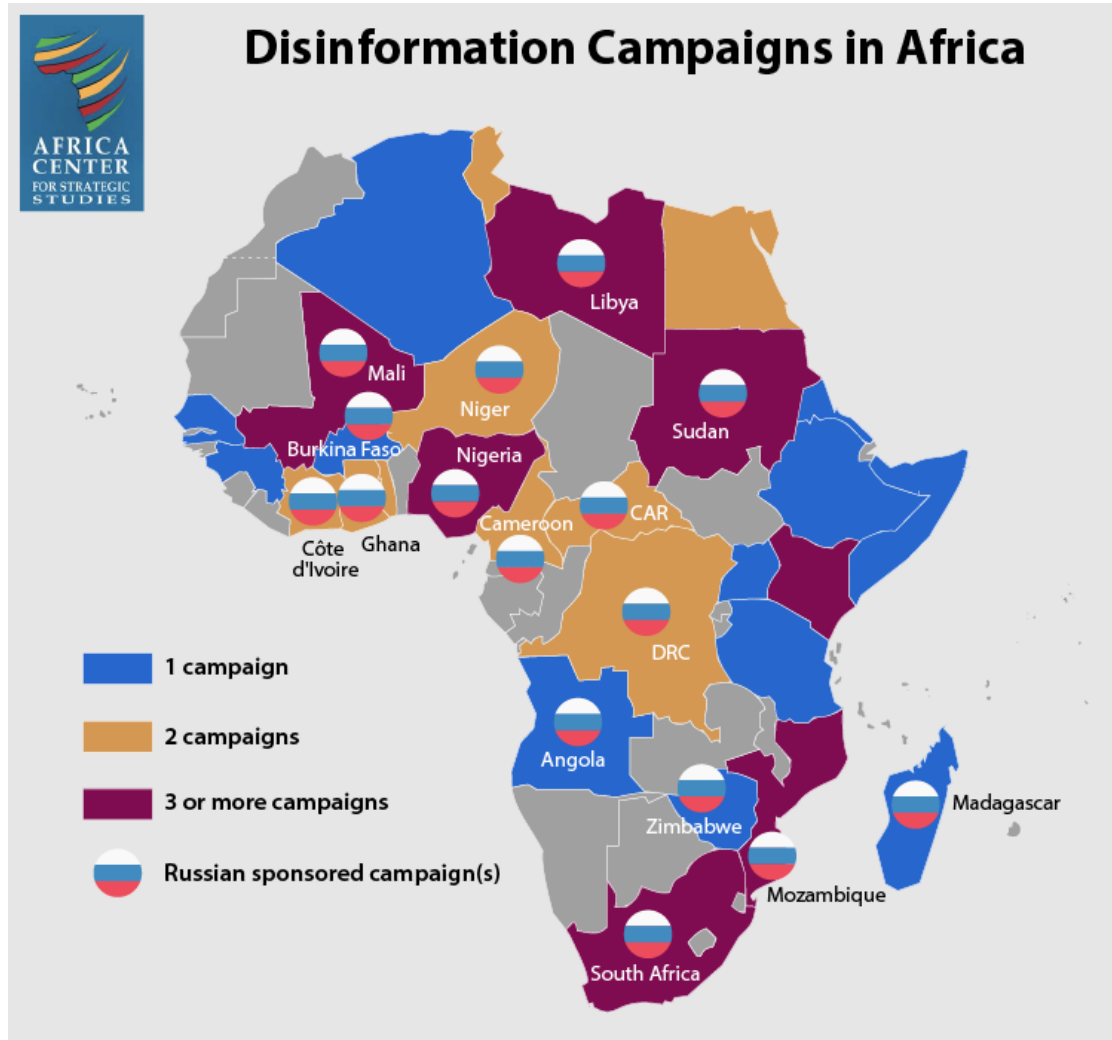 Disinformation Campaigns in Africa
AFRICA
CENTER
FOR STRATEGIC
STUDIES
Libya
Mali
Niger
Sudan
Burkina Faso
Nigeria
Cameroon
CAR
Côte
d'Ivoire
Ghana
DRC
1 campaign
2 campaigns
Angola
3 or more campaigns
Madagascar
Zimbabwe
Russian sponsored campaign(s)
Mozambique
South Africa